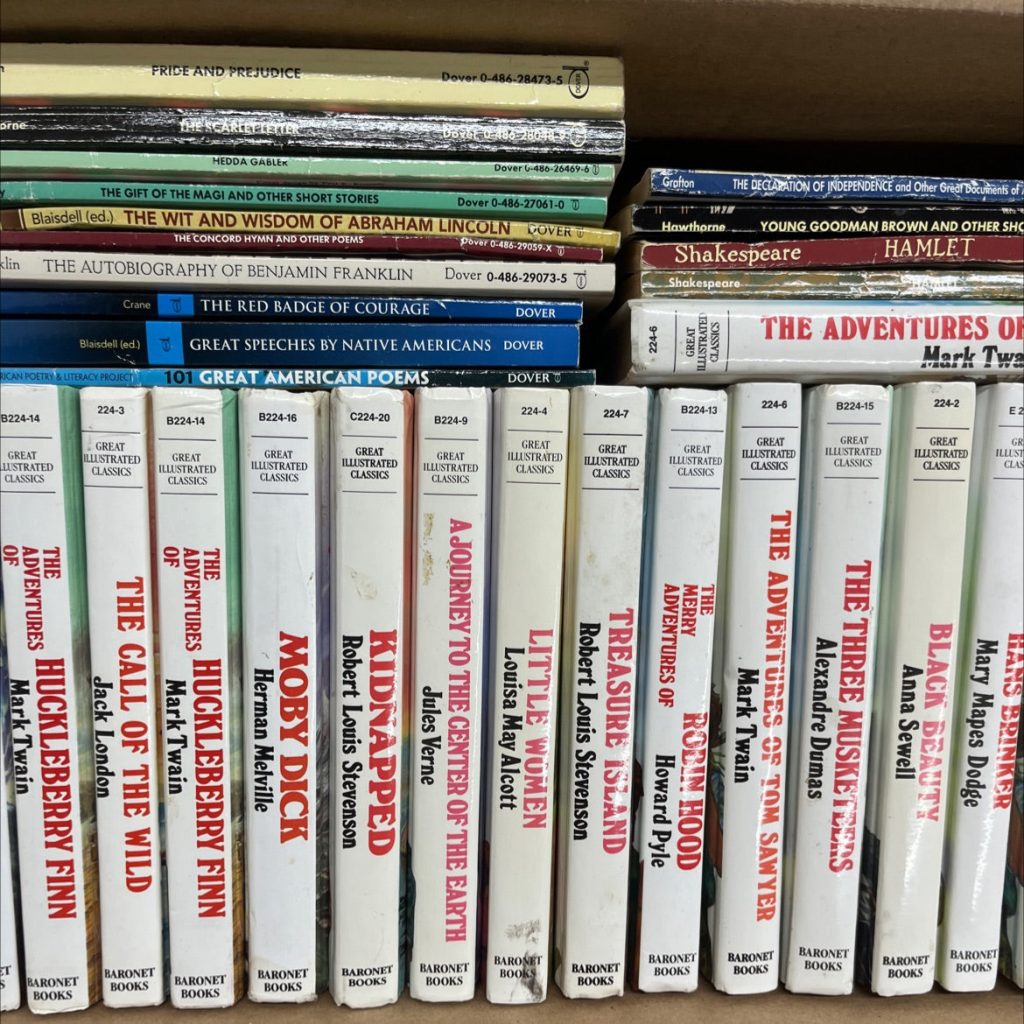 PRIDE AND PREJUDICE Dover 0-486-28473-5
THE SCARLET LETTER Dover 0-486-28048-9
HEDDA GABLER Dover 0-486-26469-6
THE GIFT OF THE MAGI AND OTHER SHORT STORIES Dover 0-486-27061-0
Blaisdell (ed.) THE WIT AND WISDOM OF ABRAHAM LINCOLN
THE CONCORD HYMN AND OTHER POEMS Dover 0-486-29059-X
klin THE AUTOBIOGRAPHY OF BENJAMIN FRANKLIN Dover 0-486-29073-5
Crane THE RED BADGE OF COURAGE DOVER
Blaisdell (ed.) GREAT SPEECHES BY NATIVE AMERICANS DOVER
RICAN POETRY & LITERACY PROJECT 101 GREAT AMERICAN POEMS DOVER
Grafton THE DECLARATION OF INDEPENDENCE and Other Great Documents of
Hawthorne YOUNG GOODMAN BROWN AND OTHER SHO
Shakespeare HAMLET
Shakespeare HAMLET
224-6
GREAT
ILLUSTRATED
CLASSICS
THE ADVENTURES OF
Mark Twa
B224-14
GREAT
ILLUSTRATED
CLASSICS
THE
ADVENTURES
OF
HUCKLEBERRY FINN
Mark Twain
BARONET
BOOKS
224-3
GREAT
ILLUSTRATED
CLASSICS
THE CALL OF THE WILD
Jack London
BARONET
BOOKS
B224-14
GREAT
ILLUSTRATED
CLASSICS
THE
ADVENTURES
OF
HUCKLEBERRY FINN
Mark Twain
BARONET
BOOKS
B224-16
GREAT
ILLUSTRATED
CLASSICS
MOBY DICK
Herman Melville
BARONET
BOOKS
C224-20
GREAT
ILLUSTRATED
CLASSICS
KIDNAPPED
Robert Louis Stevenson
BARONET
BOOKS
B224-9
GREAT
ILLUSTRATED
CLASSICS
A JOURNEY TO THE CENTER OF THE EARTH
Jules Verne
BARONET
BOOKS
224-4
GREAT
ILLUSTRATED
CLASSICS
LITTLE WOMEN
Louisa May Alcott
BARONET
BOOKS
224-7
GREAT
ILLUSTRATED
CLASSICS
TREASURE ISLAND
Robert Louis Stevenson
BARONET
BOOKS
B224-13
GREAT
ILLUSTRATED
CLASSICS
THE
MERRY
ADVENTURES OF
ROBIN HOOD
Howard Pyle
BARONET
BOOKS
224-6
GREAT
ILLUSTRATED
CLASSICS
THE ADVENTURES OF TOM SAWYER
Mark Twain
BARONET
BOOKS
B224-15
GREAT
ILLUSTRATED
CLASSICS
THE THREE MUSKETEERS
Alexandre Dumas
BARONET
BOOKS
224-2
GREAT
ILLUSTRATED
CLASSICS
BLACK BEAUTY
Anna Sewell
BARONET
BOOKS
HANS BRINKER
Mary Mapes Dodge
BARONET
BOOKS